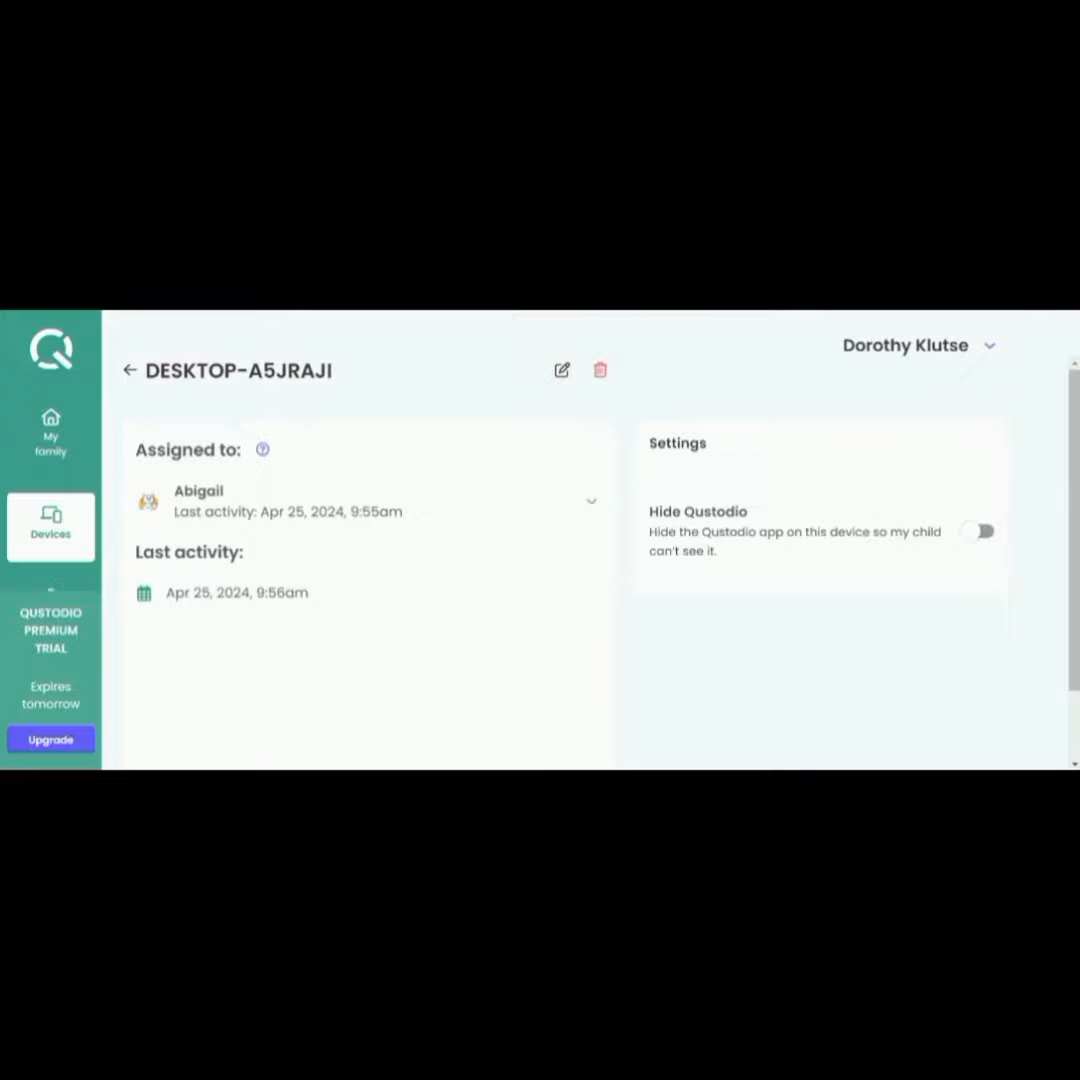 Dorothy Klutse
DESKTOP-A5JRAJI
My
family
Devices
QUSTODIO
PREMIUM
TRIAL
Expires
tomorrow
Upgrade
Assigned to:
Abigail
Last activity: Apr 25, 2024, 9:55am
Last activity:
Apr 25, 2024, 9:56am
Settings
Hide Qustodio
Hide the Qustodio app on this device so my child
can't see it.